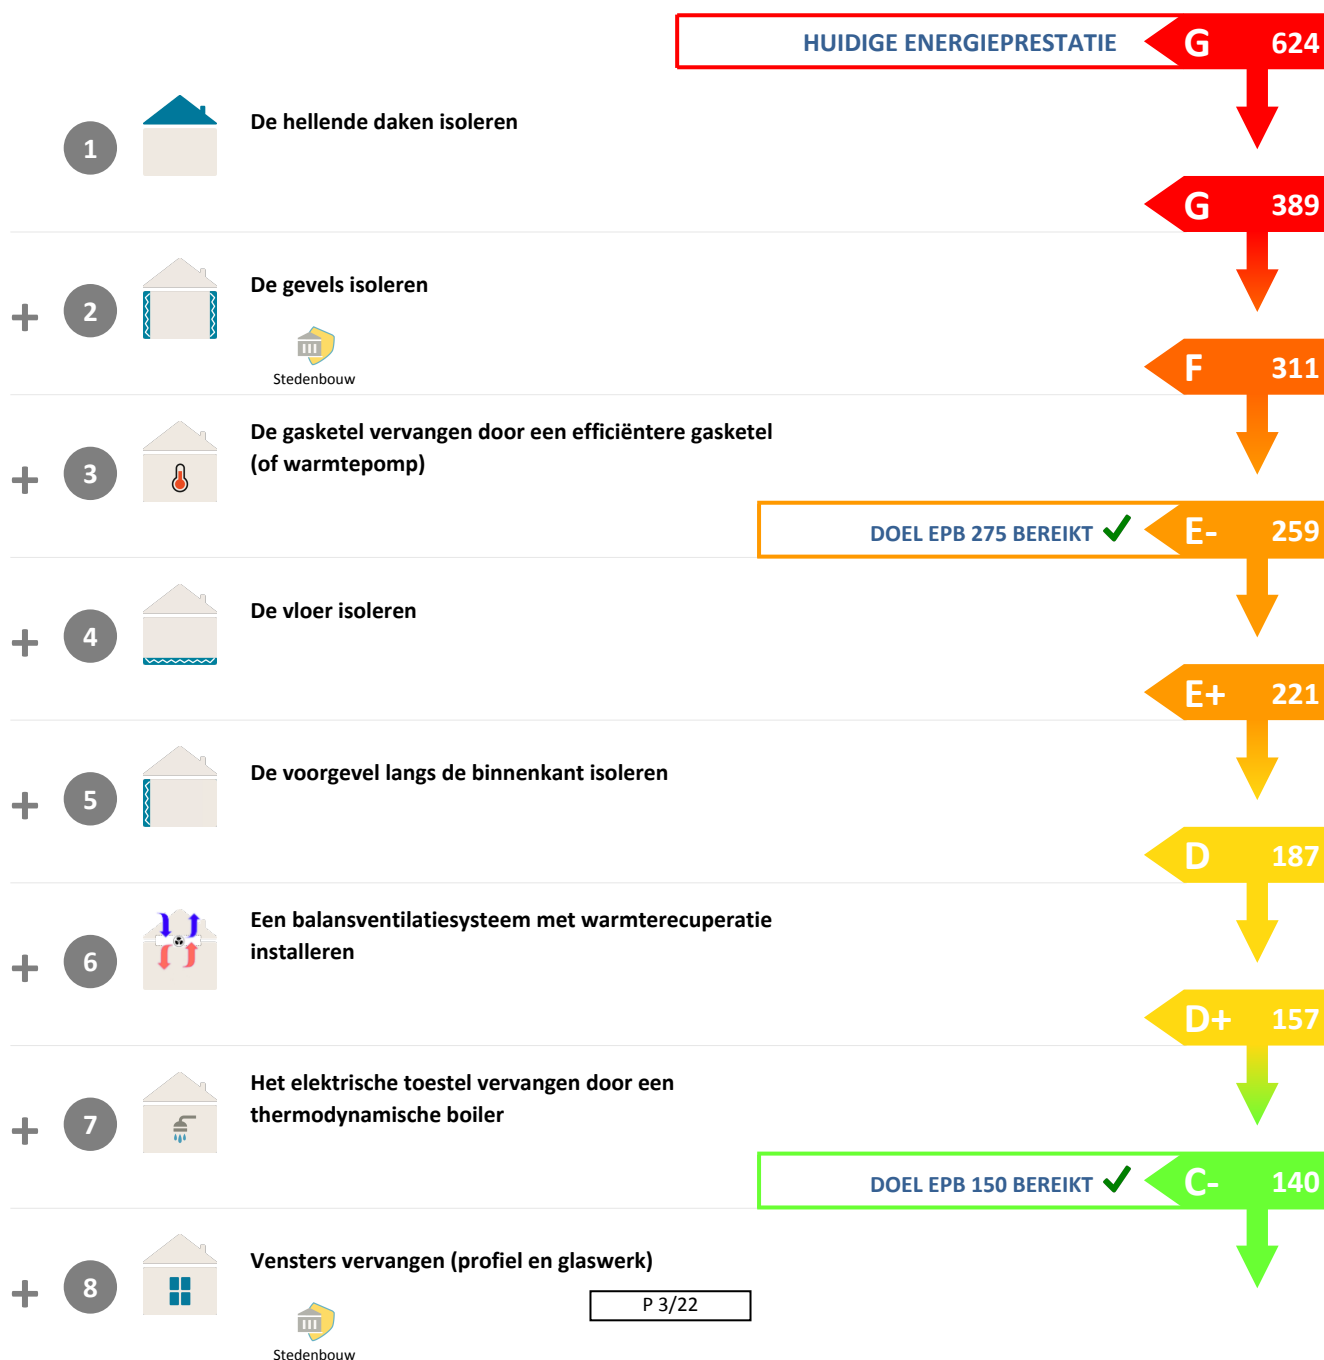 HUIDIGE ENERGIEPRESTATIE G 624
1 De hellende daken isoleren
G 389
+ 2 De gevels isoleren
Stedenbouw
F 311
+ 3 De gasketel vervangen door een efficiëntere gasketel
(of warmtepomp)
DOEL EPB 275 BEREIKT ✓ E- 259
+ 4 De vloer isoleren
E+ 221
+ 5 De voorgevel langs de binnenkant isoleren
D 187
+ 6 Een balansventilatiesysteem met warmterecuperatie
installeren
D+ 157
+ 7 Het elektrische toestel vervangen door een
thermodynamische boiler
DOEL EPB 150 BEREIKT ✓ C- 140
+ 8 Vensters vervangen (profiel en glaswerk)
P 3/22
Stedenbouw